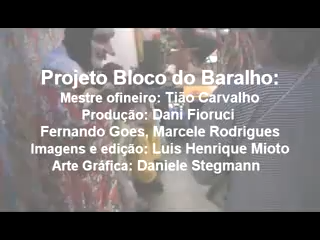 Projeto Bloco do Baralho:
Mestre ofineiro: Tião Carvalho
Produção: Dani Fioruci
Fernando Goes, Marcele Rodrigues
Imagens e edição: Luis Henrique Mioto
Arte Gráfica: Daniele Stegmann